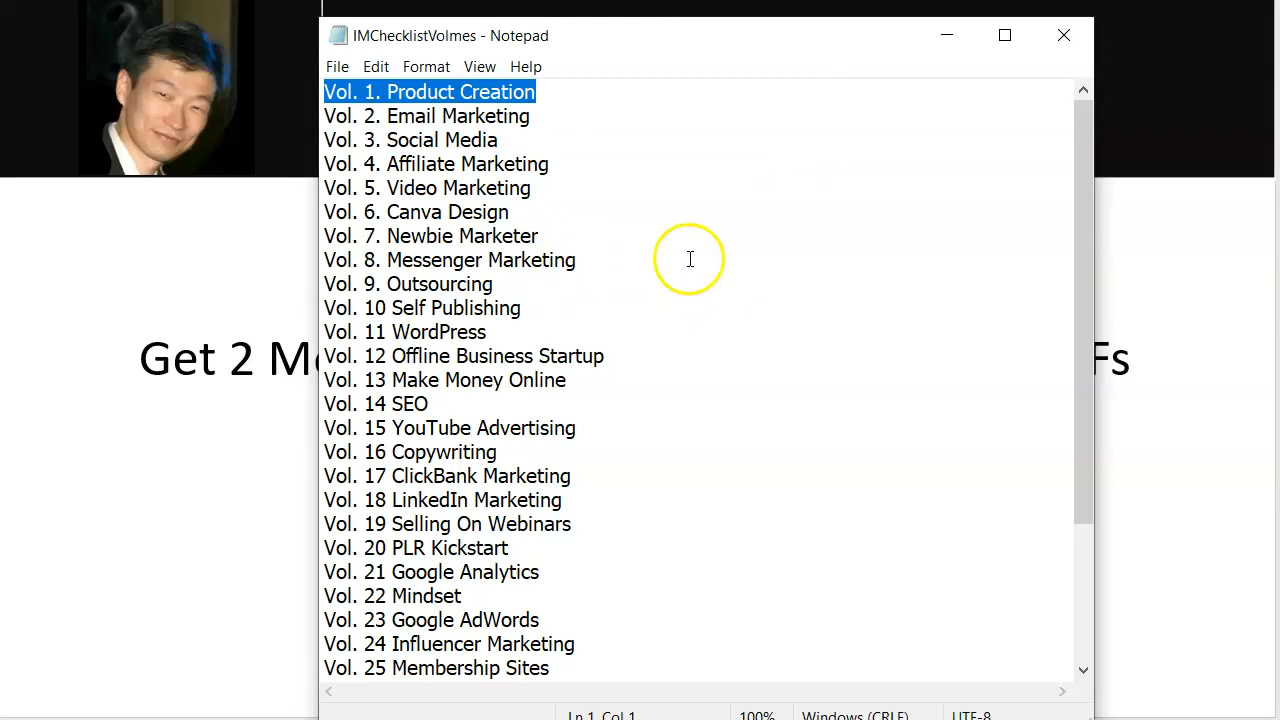 IMChecklistVolmes - Notepad
File Edit Format View Help
Vol. 1. Product Creation
Vol. 2. Email Marketing
Vol. 3. Social Media
Vol. 4. Affiliate Marketing
Vol. 5. Video Marketing
Vol. 6. Canva Design
Vol. 7. Newbie Marketer
Vol. 8. Messenger Marketing
Vol. 9. Outsourcing
Vol. 10 Self Publishing
Vol. 11 WordPress
Vol. 12 Offline Business Startup
Vol. 13 Make Money Online
Vol. 14 SEO
Vol. 15 YouTube Advertising
Vol. 16 Copywriting
Vol. 17 ClickBank Marketing
Vol. 18 LinkedIn Marketing
Vol. 19 Selling On Webinars
Vol. 20 PLR Kickstart
Vol. 21 Google Analytics
Vol. 22 Mindset
Vol. 23 Google AdWords
Vol. 24 Influencer Marketing
Vol. 25 Membership Sites
Get 2 M
Fs
Ln 1, Col 1 100% Windows (CRLF) UTF-8